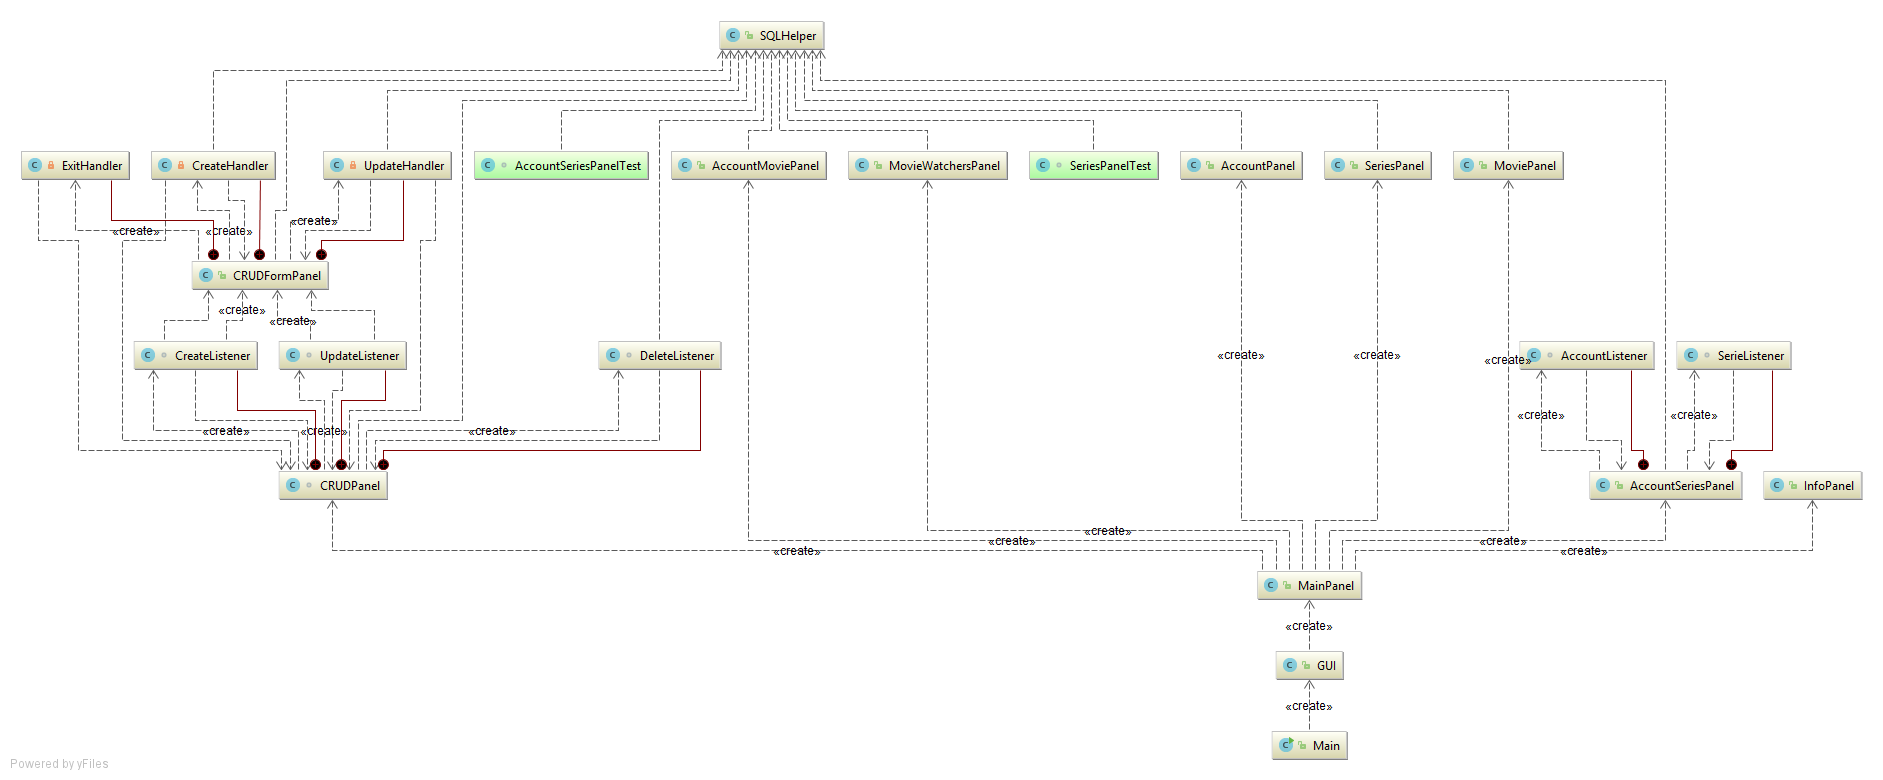 SQLHelper
ExitHandler
CreateHandler
UpdateHandler
AccountSeriesPanelTest
AccountMoviePanel
MovieWatchersPanel
SeriesPanelTest
AccountPanel
SeriesPanel
MoviePanel
«create»
«create»
«create»
CRUDFormPanel
«create»
«create»
CreateListener
UpdateListener
DeleteListener
«create»
«create»
«create»
AccountListener
SerieListener
«create»
«create»
«create»
«create»
«create»
CRUDPanel
AccountSeriesPanel
InfoPanel
«create»
«create»
«create»
«create»
«create»
MainPanel
«create»
GUI
«create»
Main
Powered by yFiles